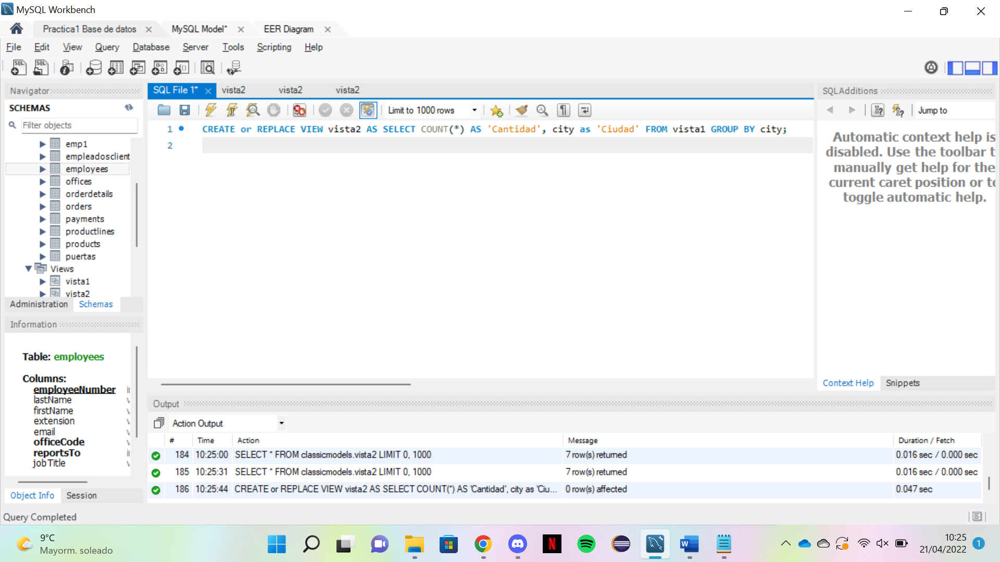 MySQL Workbench
Practica1 Base de datos
MySQL Model*
EER Diagram
File Edit View Query Database Server Tools Scripting Help
Navigator
SCHEMAS
Filter objects
emp1
empleadosclient
employees
offices
orderdetails
orders
payments
productlines
products
puertas
Views
vista1
vista2
Administration Schemas
Information
Table: employees
Columns:
employeeNumber
lastName
firstName
extension
email
officeCode
reportsTo
jobTitle
Object Info Session
SQL File 1* vista2 vista2 vista2
Limit to 1000 rows
1 CREATE or REPLACE VIEW vista2 AS SELECT COUNT(*) AS 'Cantidad', city as 'Ciudad' FROM vista1 GROUP BY city;
2
SQLAdditions
Jump to
Automatic context help is
disabled. Use the toolbar t
manually get help for the
current caret position or to
toggle automatic help.
Context Help Snippets
Output
Action Output
# Time Action Message Duration / Fetch
184 10:25:00 SELECT * FROM classicmodels.vista2 LIMIT 0, 1000 7 row(s) returned 0.016 sec / 0.000 sec
185 10:25:31 SELECT * FROM classicmodels.vista2 LIMIT 0, 1000 7 row(s) returned 0.016 sec / 0.000 sec
186 10:25:44 CREATE or REPLACE VIEW vista2 AS SELECT COUNT(*) AS 'Cantidad', city as 'Ciu... 0 row(s) affected 0.047 sec
Query Completed
9°C
Mayorm. soleado
10:25
21/04/2022
1